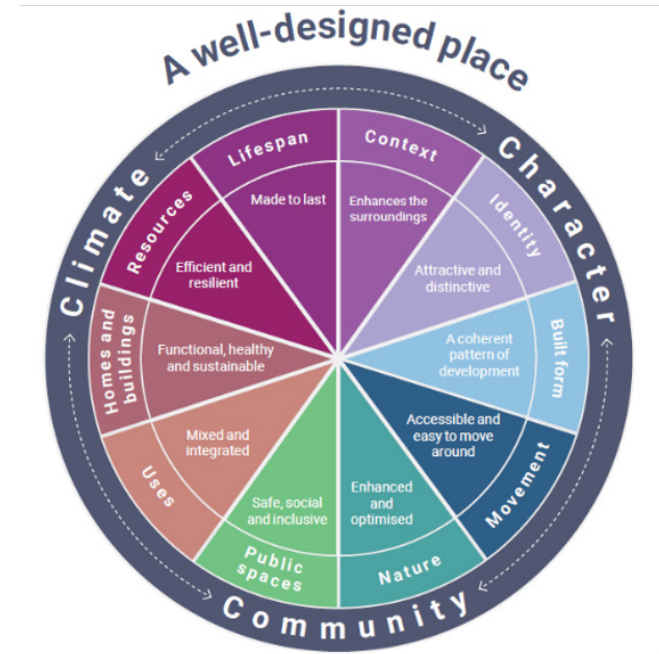 A well-designed place
Climate
Character
Community
Context
Enhances the
surroundings
Identity
Attractive and
distinctive
Built form
A coherent
pattern of
development
Movement
Accessible and
easy to move
around
Nature
Enhanced
and
optimised
Public
spaces
Safe, social
and inclusive
Uses
Mixed and
integrated
Homes and
buildings
Functional, healthy
and sustainable
Resources
Efficient and
resilient
Lifespan
Made to last